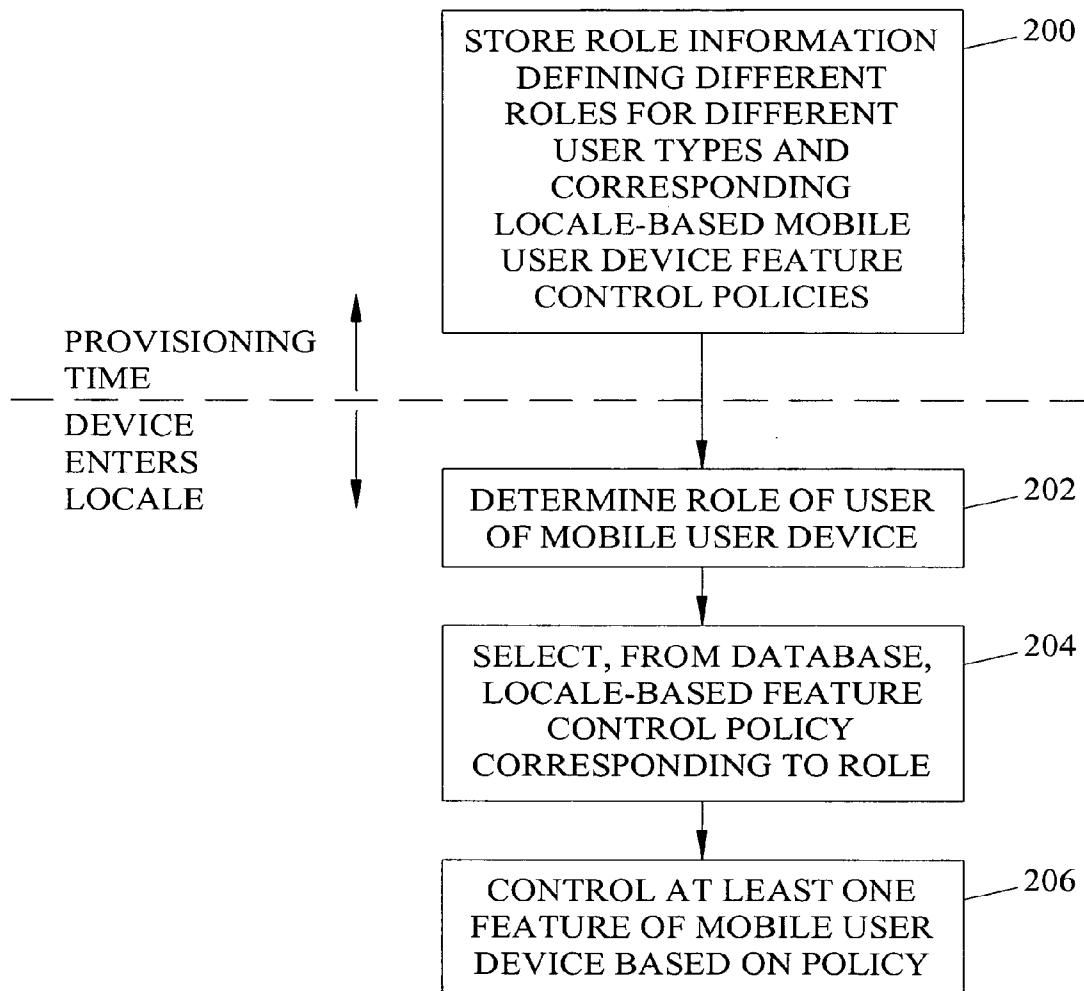 STORE ROLE INFORMATION
DEFINING DIFFERENT
ROLES FOR DIFFERENT
USER TYPES AND
CORRESPONDING
LOCALE-BASED MOBILE
USER DEVICE FEATURE
CONTROL POLICIES
200
PROVISIONING
TIME
DEVICE
ENTERS
LOCALE
DETERMINE ROLE OF USER
OF MOBILE USER DEVICE
202
SELECT, FROM DATABASE,
LOCALE-BASED FEATURE
CONTROL POLICY
CORRESPONDING TO ROLE
204
CONTROL AT LEAST ONE
FEATURE OF MOBILE USER
DEVICE BASED ON POLICY
206